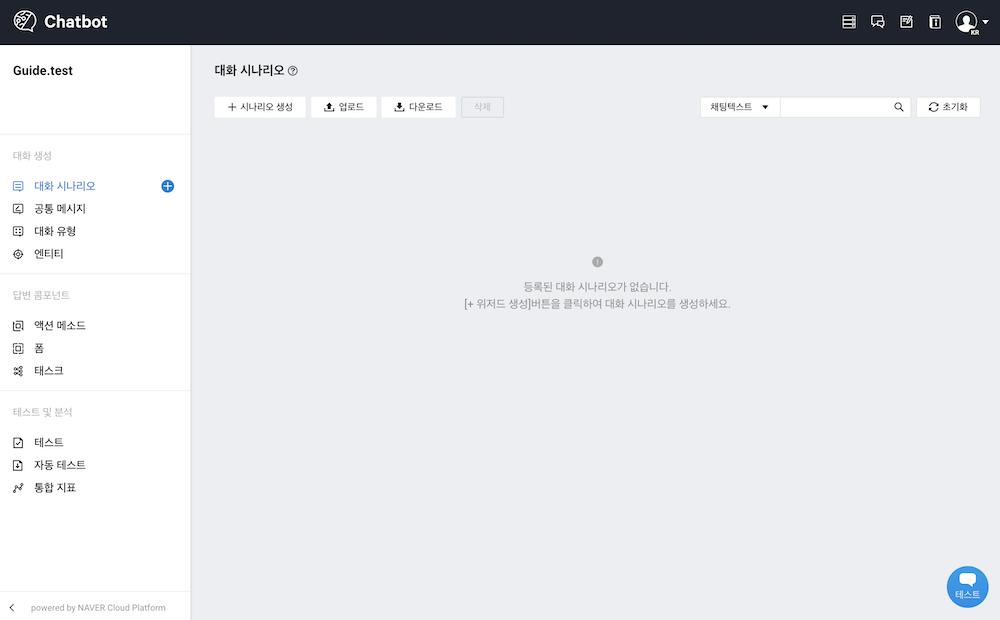 Chatbot
KR
Guide.test
대화 생성
대화 시나리오
공통 메시지
대화 유형
엔티티
답변 콤포넌트
액션 메소드
폼
태스크
테스트 및 분석
테스트
자동 테스트
통합 지표
powered by NAVER Cloud Platform
대화 시나리오
시나리오 생성
업로드
다운로드
삭제
채팅텍스트
초기화
등록된 대화 시나리오가 없습니다.
[+ 위저드 생성]버튼을 클릭하여 대화 시나리오를 생성하세요.
테스트